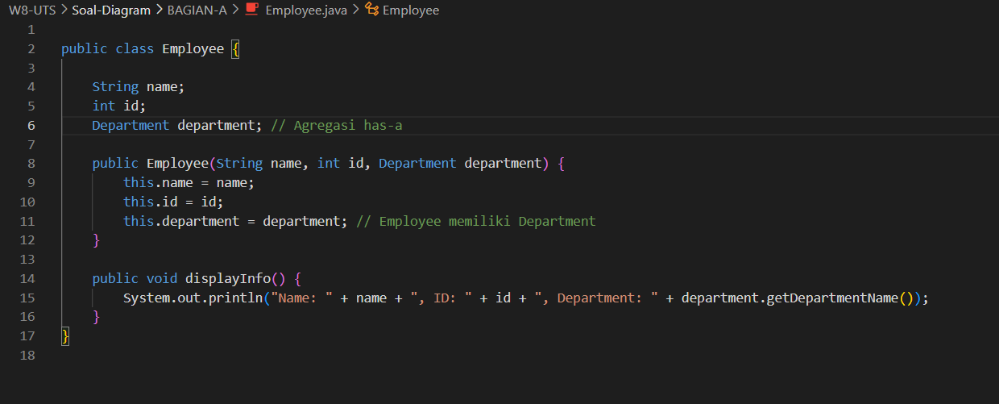 W8-UTS > Soal-Diagram > BAGIAN-A > Employee.java > Employee
1
2 public class Employee {
3
4 String name;
5 int id;
6 Department department; // Agregasi has-a
7
8 public Employee(String name, int id, Department department) {
9 this.name = name;
10 this.id = id;
11 this.department = department; // Employee memiliki Department
12 }
13
14 public void displayInfo() {
15 System.out.println("Name: " + name + ", ID: " + id + ", Department: " + department.getDepartmentName());
16 }
17 }
18